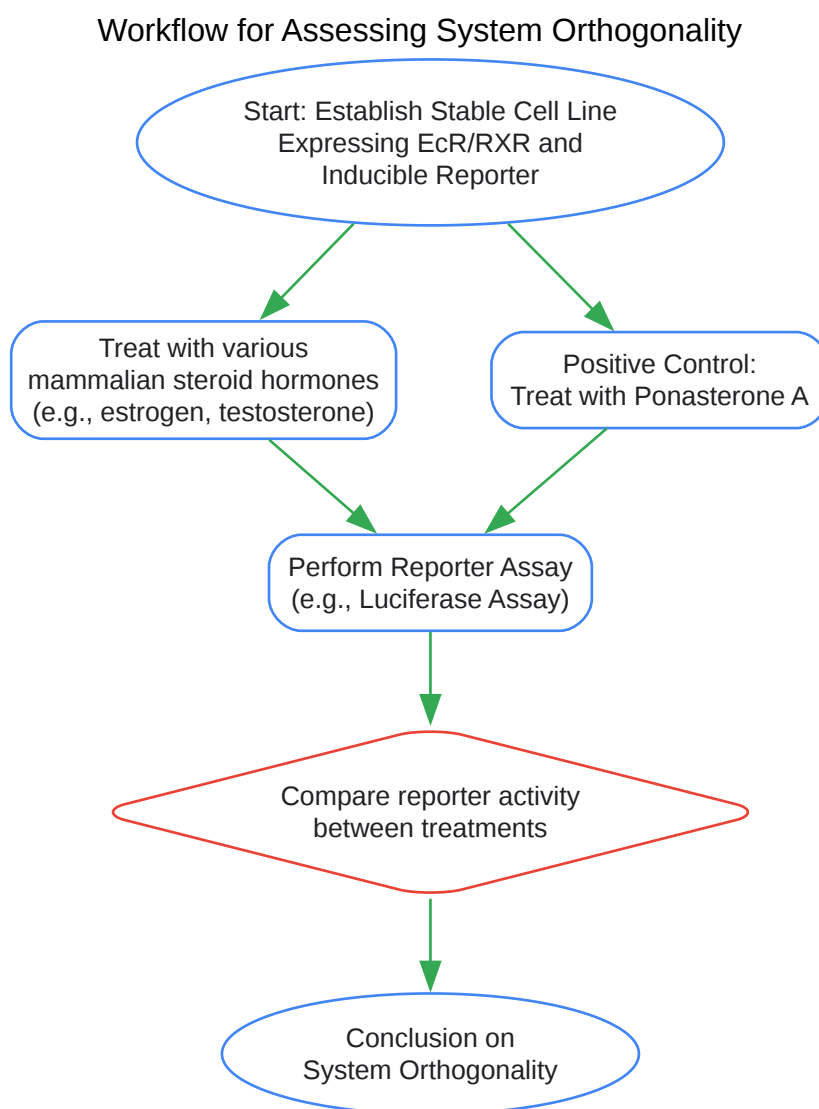 Workflow for Assessing System Orthogonality
Start: Establish Stable Cell Line
Expressing EcR/RXR and
Inducible Reporter
Treat with various
mammalian steroid hormones
(e.g., estrogen, testosterone)
Positive Control:
Treat with Ponasterone A
Perform Reporter Assay
(e.g., Luciferase Assay)
Compare reporter activity
between treatments
Conclusion on
System Orthogonality